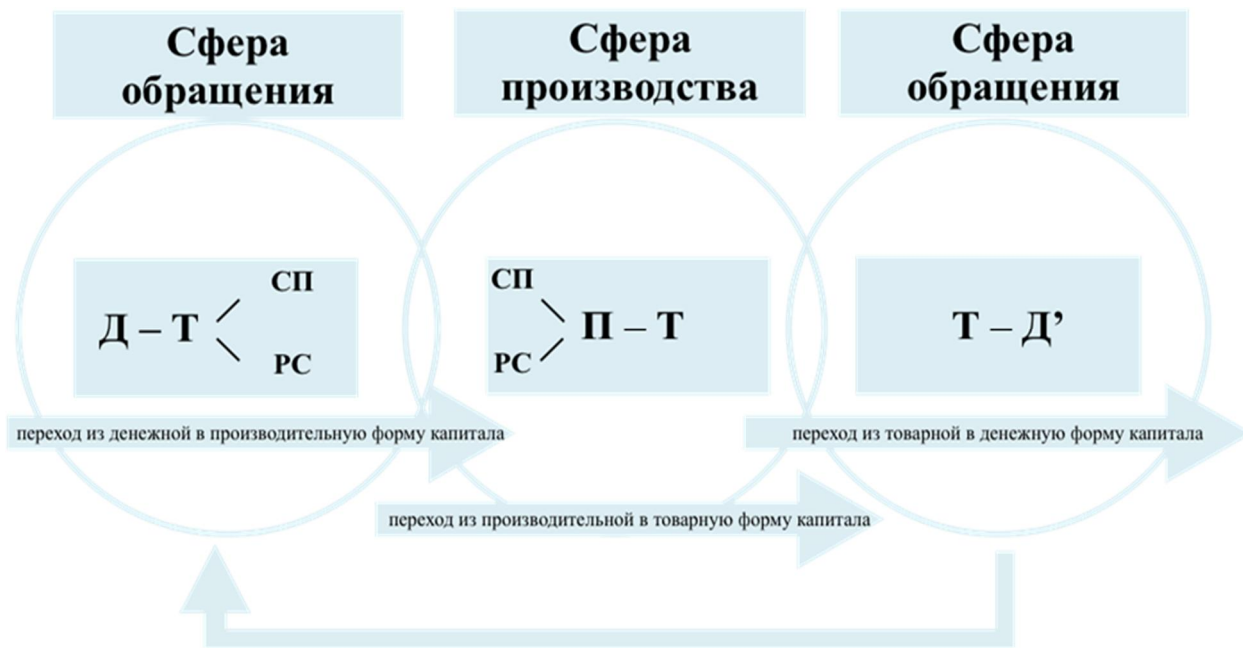 Сфера
обращения
Сфера
производства
Сфера
обращения
СП
Д – Т
РС
СП
П – Т
РС
Т – Д’
переход из денежной в производительную форму капитала
переход из товарной в денежную форму капитала
переход из производительной в товарную форму капитала